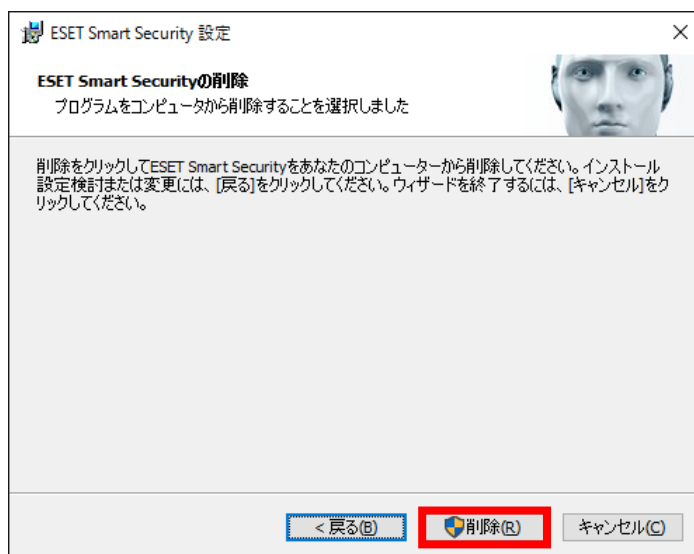 ESET Smart Security 設定
ESET Smart Securityの削除
プログラムをコンピュータから削除することを選択しました
削除をクリックしてESET Smart Securityをあなたのコンピューターから削除してください。インストール
設定検討または変更には、[戻る]をクリックしてください。ウィザードを終了するには、[キャンセル]をク
リックしてください。
< 戻る(B)
削除(R)
キャンセル(C)